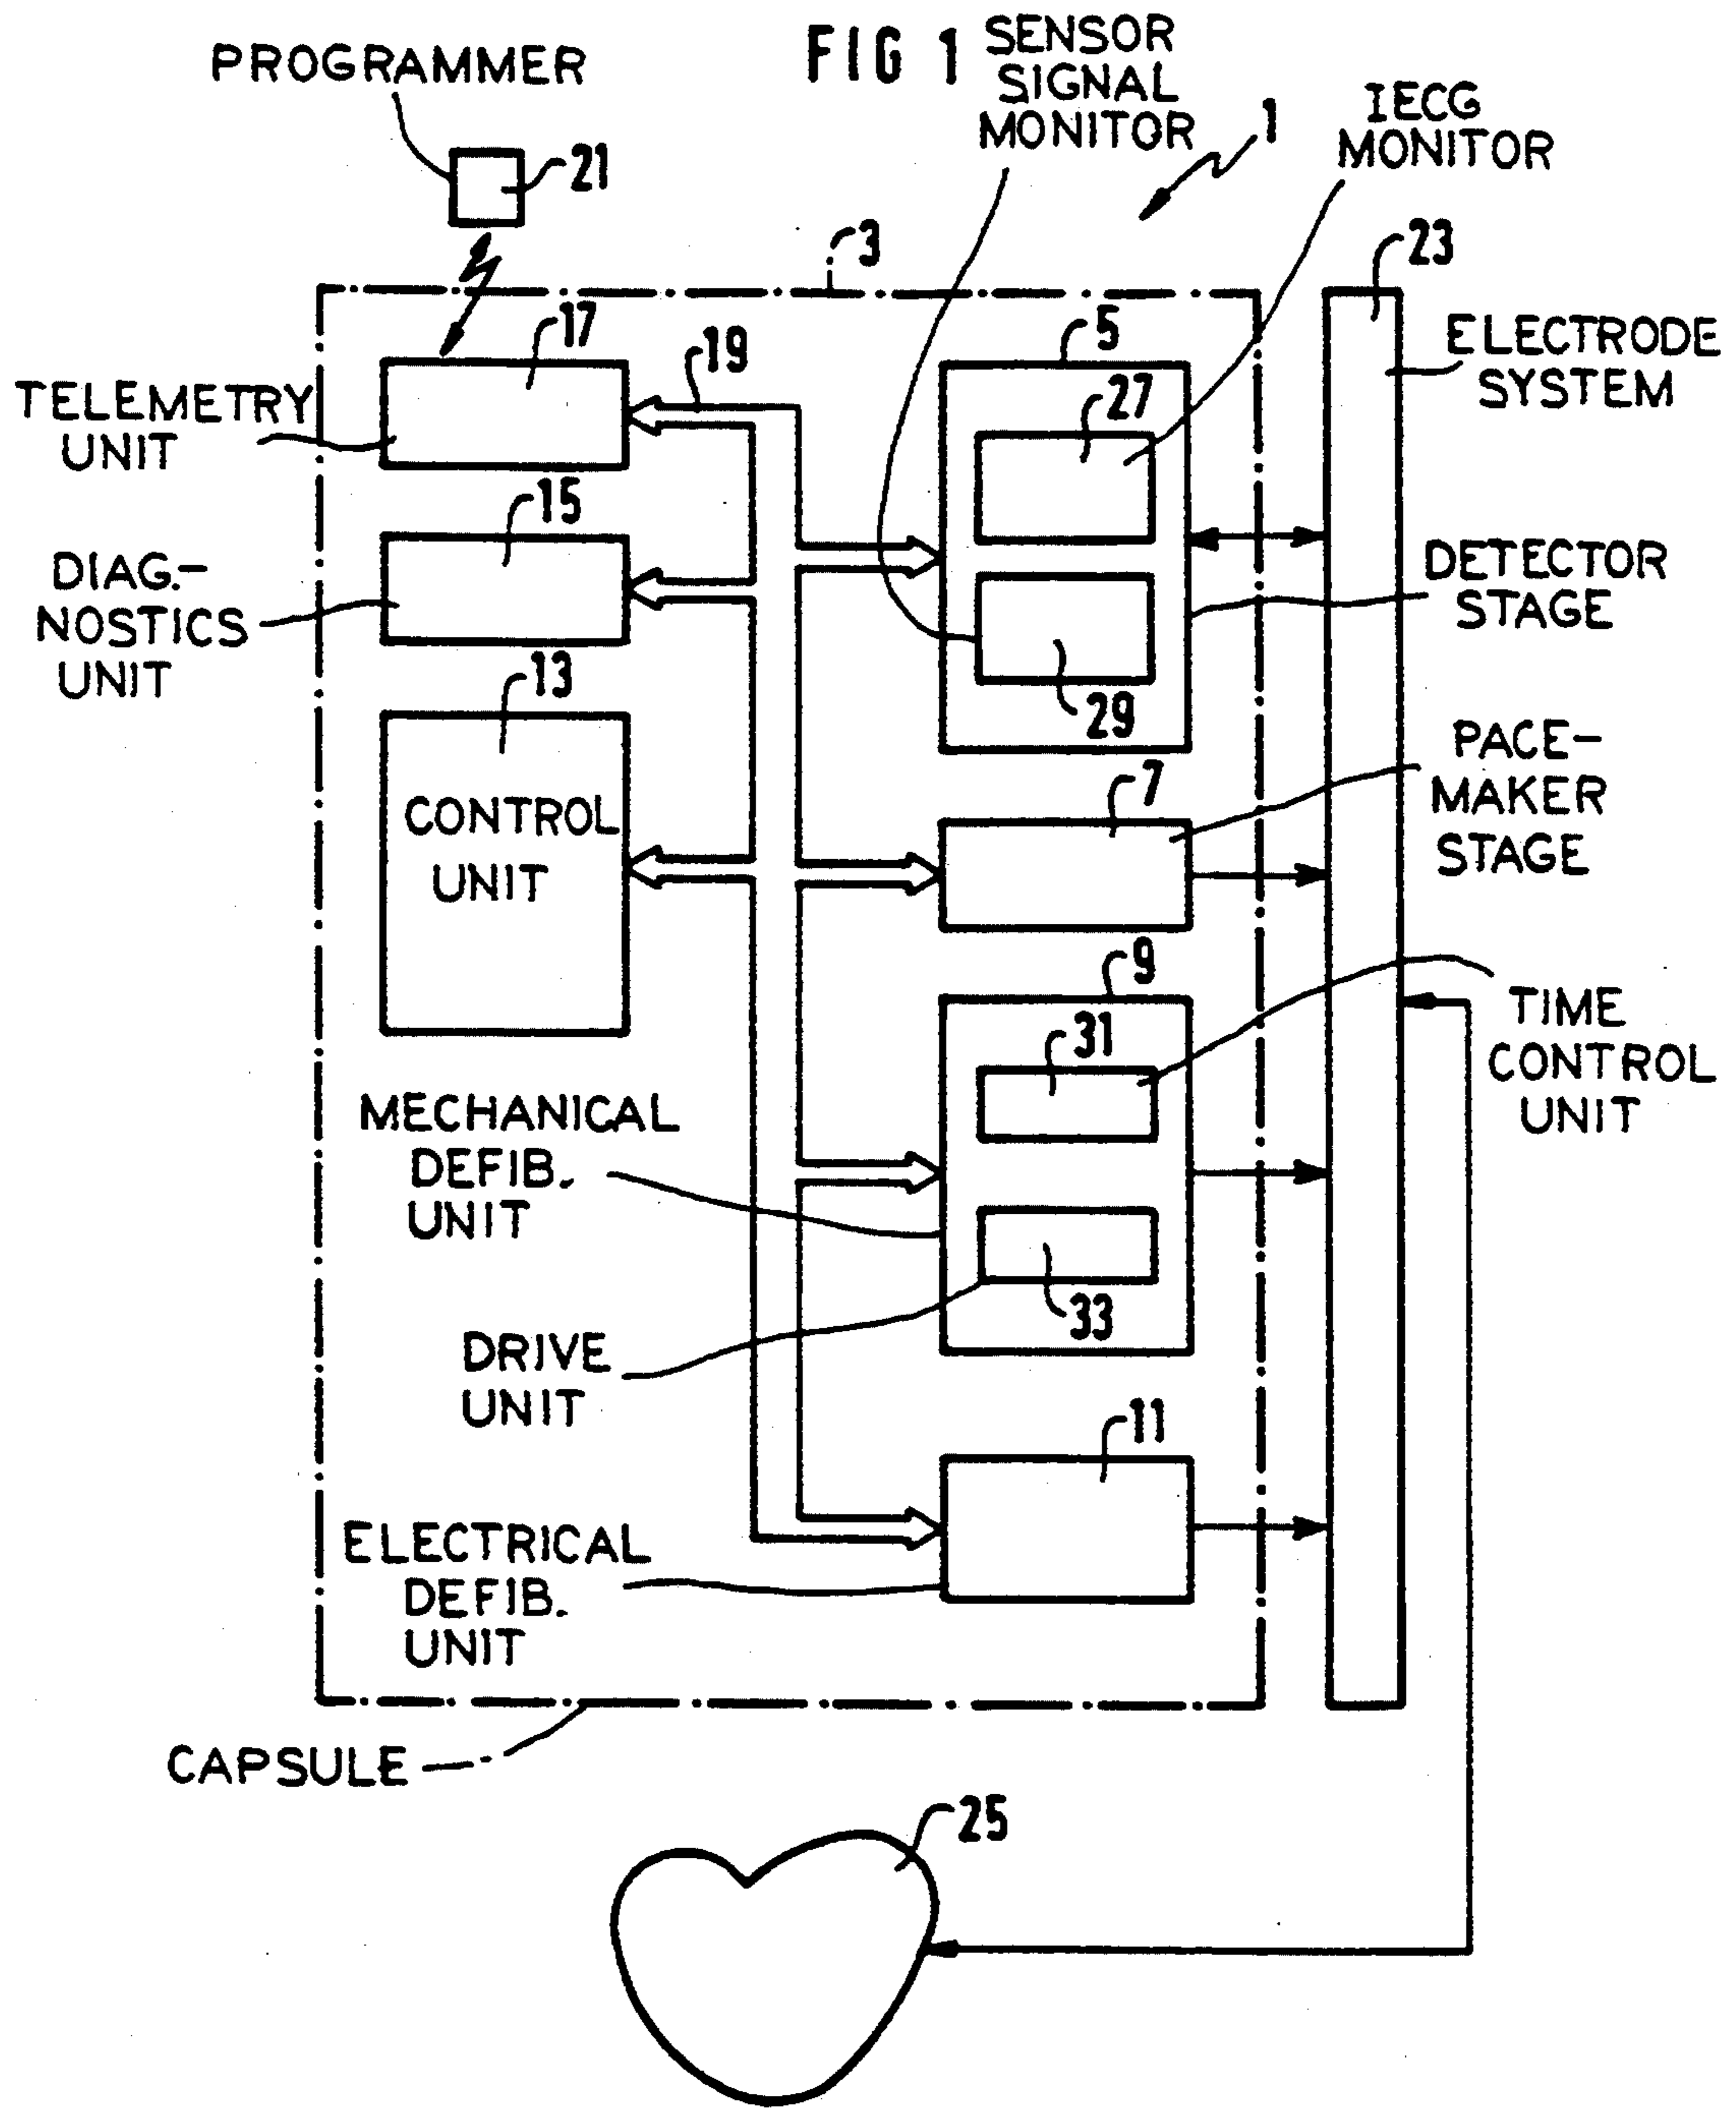 FIG 1
PROGRAMMER
21
SENSOR
SIGNAL
MONITOR
1
IECG
MONITOR
3
23
17
19
5
ELECTRODE
SYSTEM
TELEMETRY
UNIT
27
15
DIAG.-
NOSTICS
UNIT
DETECTOR
STAGE
13
29
CONTROL
UNIT
7
PACE-
MAKER
STAGE
9
31
TIME
CONTROL
UNIT
MECHANICAL
DEFIB.
UNIT
33
DRIVE
UNIT
11
ELECTRICAL
DEFIB.
UNIT
CAPSULE
25